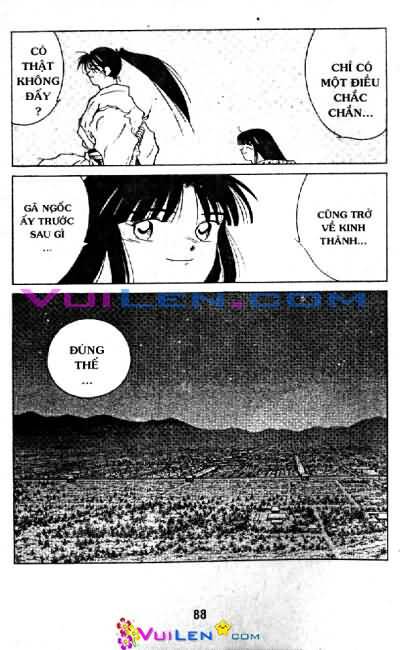 CÓ
THẬT
KHÔNG
ĐẤY
?
CHỈ CÓ
MỘT ĐIỀU
CHẮC
CHẮN...
GÃ NGỐC
ẤY TRƯỚC
SAU GÌ
...
CŨNG TRỞ
VỀ KINH
THÀNH...
VuiLen.com
ĐÚNG
THẾ
...
88
VuiLen.com